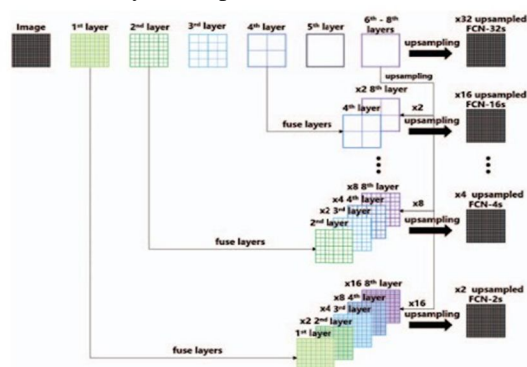 Image
1st layer
2nd layer
3rd layer
4th layer
5th layer
6th - 8th
layers
x32 upsampled
FCN-32s
upsampling
upsampling
x2 8th layer
x16 upsampled
FCN-16s
4th layer
x2
upsampling
fuse layers
x8 8th layer
x4 4th layer
x2 3rd layer
2nd layer
x8
x4 upsampled
FCN-4s
upsampling
fuse layers
x16 8th layer
x8 4th layer
x4 3rd layer
x2 2nd layer
1st layer
x16
x2 upsampled
FCN-2s
upsampling
fuse layers